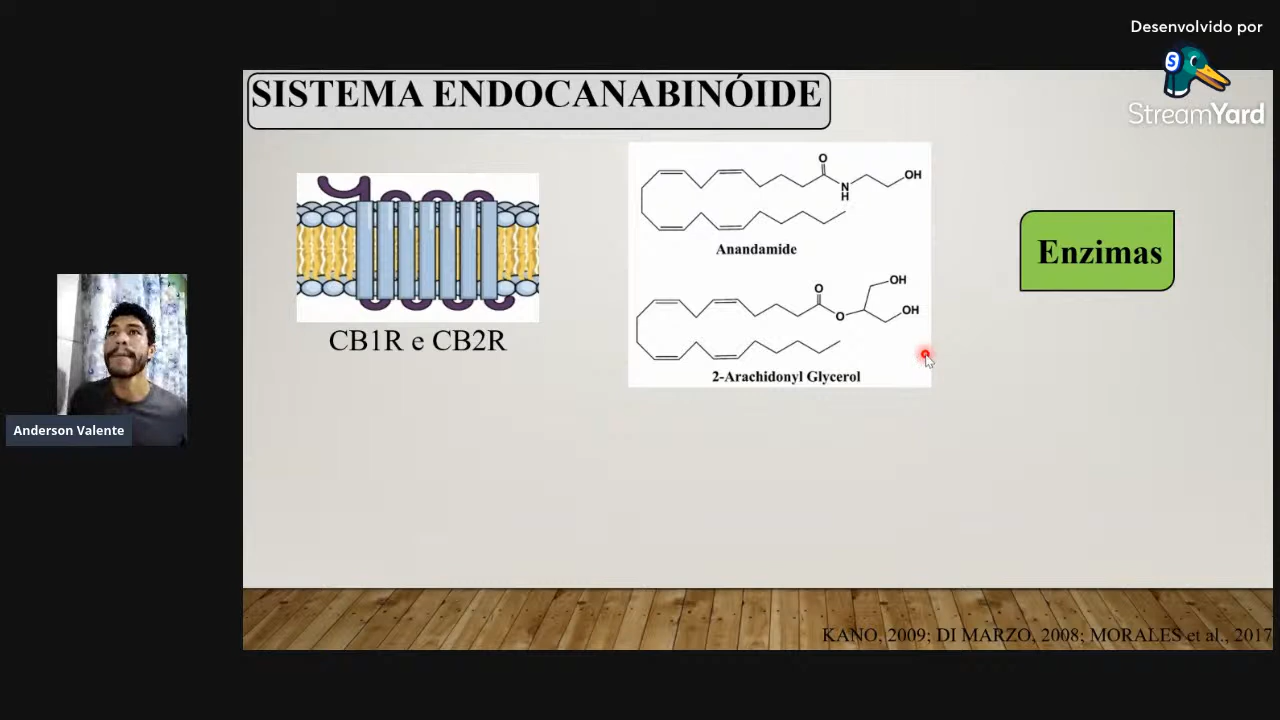 Desenvolvido por
StreamYard
SISTEMA ENDOCANABINÓIDE
O
N
H
OH
Anandamide
Enzimas
O
O
OH
OH
2-Arachidonyl Glycerol
CB1R e CB2R
Anderson Valente
KANO, 2009; DI MARZO, 2008; MORALES et al., 2017